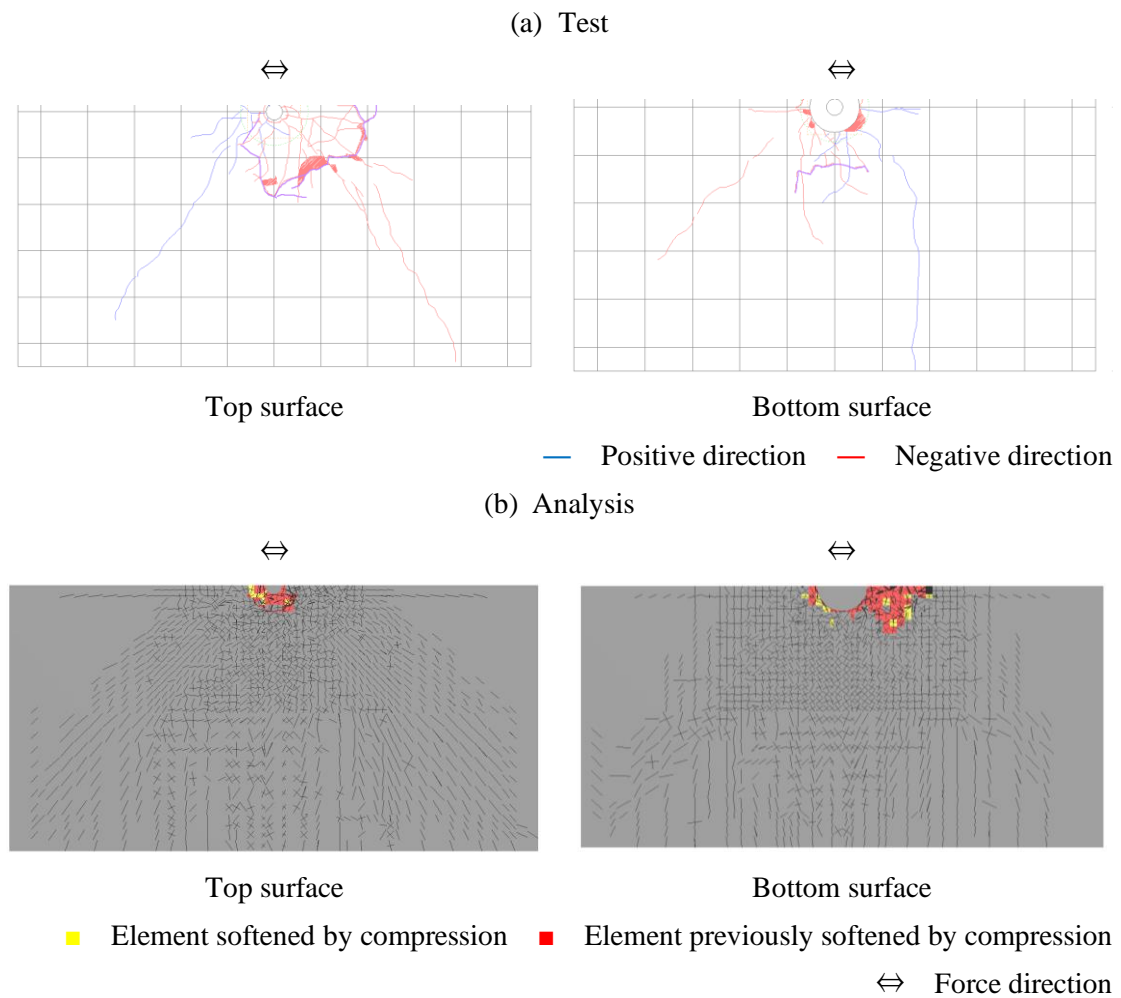 (a) Test
⇔ ⇔
Top surface Bottom surface
Positive direction Negative direction
(b) Analysis
⇔ ⇔
Top surface Bottom surface
Element softened by compression Element previously softened by compression
⇔ Force direction